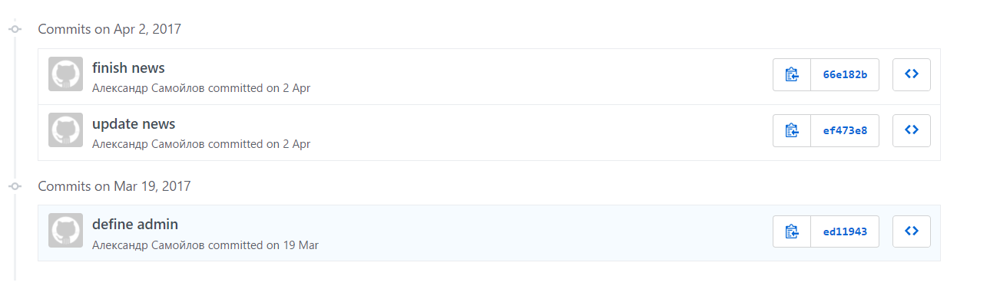 Commits on Apr 2, 2017
finish news
66e182b
Александр Самойлов committed on 2 Apr
update news
ef473e8
Александр Самойлов committed on 2 Apr
Commits on Mar 19, 2017
define admin
ed11943
Александр Самойлов committed on 19 Mar